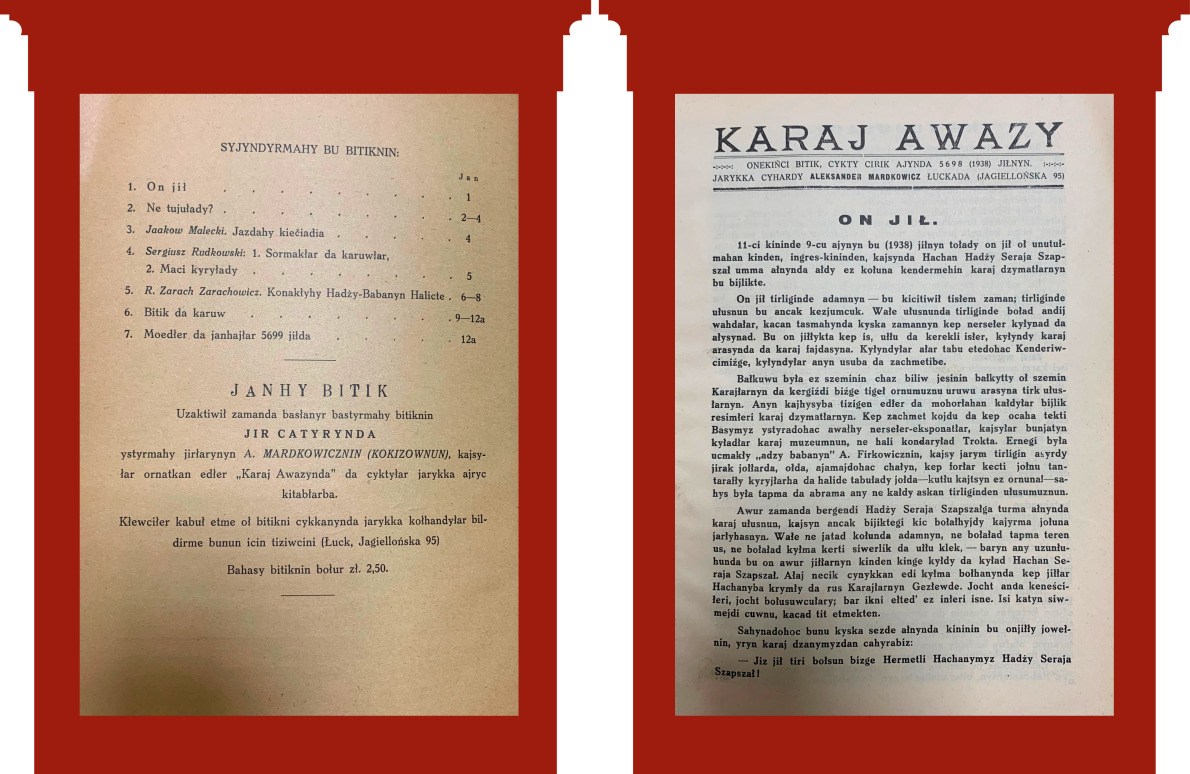 SYJYNDYRMAHY BU BITIKNIN:
Jan
1. On jił . . . . . . . . . 1
2. Ne tujułady? . . . . . . . . . 2—4
3. Jaakow Malecki. Jazdahy kiečiadia . . . . . 4
4. Sergiusz Rudkowski: 1. Sormakłar da karuwłar,
2. Maci kyryłady . . . . . . . . 5
5. R. Zarach Zarachowicz. Konakłyhy Hadży-Babanyn Halicte . 6—8
6. Bitik da karuw . . . . . . . . 9—12a
7. Moedłer da janhajłar 5699 jiłda . . . . . 12a
JANHY BITIK
Uzaktiwił zamanda basłanyr bastyrmahy bitiknin
JIR CATYRYNDA
ystyrmahy jirłarynyn A. MARDKOWICZNIN (KOKIZOWNUN), kajsy-
łar ornatkan edłer „Karaj Awazynda" da cyktyłar jarykka ajryc
kitabłarba.
Kłewciłer kabuł etme oł bitikni cykkanynda jarykka kołhandyłar bil-
dirme bunun icin tiziwcini (Łuck, Jagiellońska 95)
Bahasy bitiknin bołur zł. 2,50.
KARAJ AWAZY
ONEKIŃCI BITIK, CYKTY CIRIK AJYNDA 5698 (1938) JIŁNYN.
JARYKKA CYHARDY ALEKSANDER MARDKOWICZ ŁUCKADA (JAGIELLOŃSKA 95)
ON JIŁ.
11-ci kininde 9-cu ajynyn bu (1938) jiłnyn tołady on jił oł unutuł-
mahan kinden, ingres-kininden, kajsynda Hachan Hadży Seraja Szap-
szał umma ałnynda ałdy ez kołuna kendermehin karaj dzymatłarnyn
bu bijlikte.
On jił tirliginde adamnyn — bu kicitiwił tisłem zaman; tirliginde
ułusnun bu ancak kezjumcuk. Wałe ułusnunda tirliginde boład andij
wahdałar, kacan tasmahynda kyska zamannyn kep nersełer kyłynad da
ałysynad. Bu on jiłłykta kep is, ułłu da kerekli isłer, kyłyndy karaj
arasynda da karaj fajdasyna. Kyłyndyłar ałar tabu etedohac Kenderiw-
cimiźge, kyłyndyłar anyn usuba da zachmetibe.
Bałkuwu była ez szeminin chaz biliw jesinin bałkytty oł szemin
Karajłarnyn da kergiźdi biźge tigeł ornumuznu uruwu arasyna tirk ułus-
łarnyn. Anyn kajhysyba tizigen edłer da mohorłahan kałdyłar bijlik
resimłeri karaj dzymatłarnyn. Kep zachmet kojdu da kep ocaha tekti
Basymyz ystyradohac awałhy nersełer-eksponatłar, kajsyłar bunjatyn
kyładłar karaj muzeumnun, ne hali kondaryład Trokta. Ernegi była
ucmakły „adzy babanyn" A. Firkowicznin, kajsy jarym tirligin asyrdy
jirak jołłarda, ołda, ajamajdohac chałyn, kep forłar kecti jołnu tan-
tarałły kyryjłarha da halide tabułady jołda—kutłu kajtsyn ez ornuna!—sa-
hys była tapma da abrama any ne kałdy askan tirliginden ułusumuznun.
Awur zamanda bergendi Hadży Seraja Szapszałga turma ałnynda
karaj ułusnun, kajsyn ancak bijiktegi kic bołałhyjdy kajyrma jołuna
jarłyhasnyn. Wałe ne jatad kołunda adamnyn, ne bołaład tapma teren
us, ne bołaład kyłma kerti siwerlik da ułłu klek, — baryn any uzunłu-
hunda bu on awur jiłłarnyn kinden kinge kyłdy da kyład Hachan Se-
raja Szapszał. Ałaj necik cynykkan edi kyłma bołhanynda kep jiłłar
Hachanyba krymły da rus Karajłarnyn Gezłewde. Jocht anda keneści-
łeri, jocht bołusuwcułary; bar ikni ełted' ez inłeri isne. Isi katyn siw-
mejdi cuwnu, kacad tit etmekten.
Sahynadohoc bunu kyska sezde ałnynda kininin bu onjiłły joweł-
nin, yryn karaj dzanymyzdan cahyrabiz:
— Jiz jił tiri bołsun bizge Hermetli Hachanymyz Hadży Seraja
Szapszał!